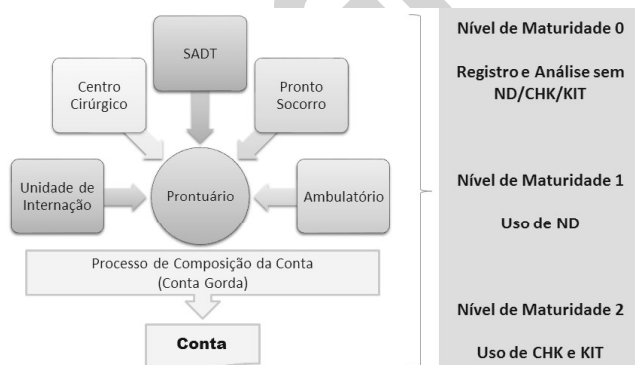 SADT
Centro
Cirúrgico
Pronto
Socorro
Unidade de
Internação
Prontuário
Ambulatório
Processo de Composição da Conta
(Conta Gorda)
Conta
Nível de Maturidade 0
Registro e Análise sem
ND/CHK/KIT
Nível de Maturidade 1
Uso de ND
Nível de Maturidade 2
Uso de CHK e KIT